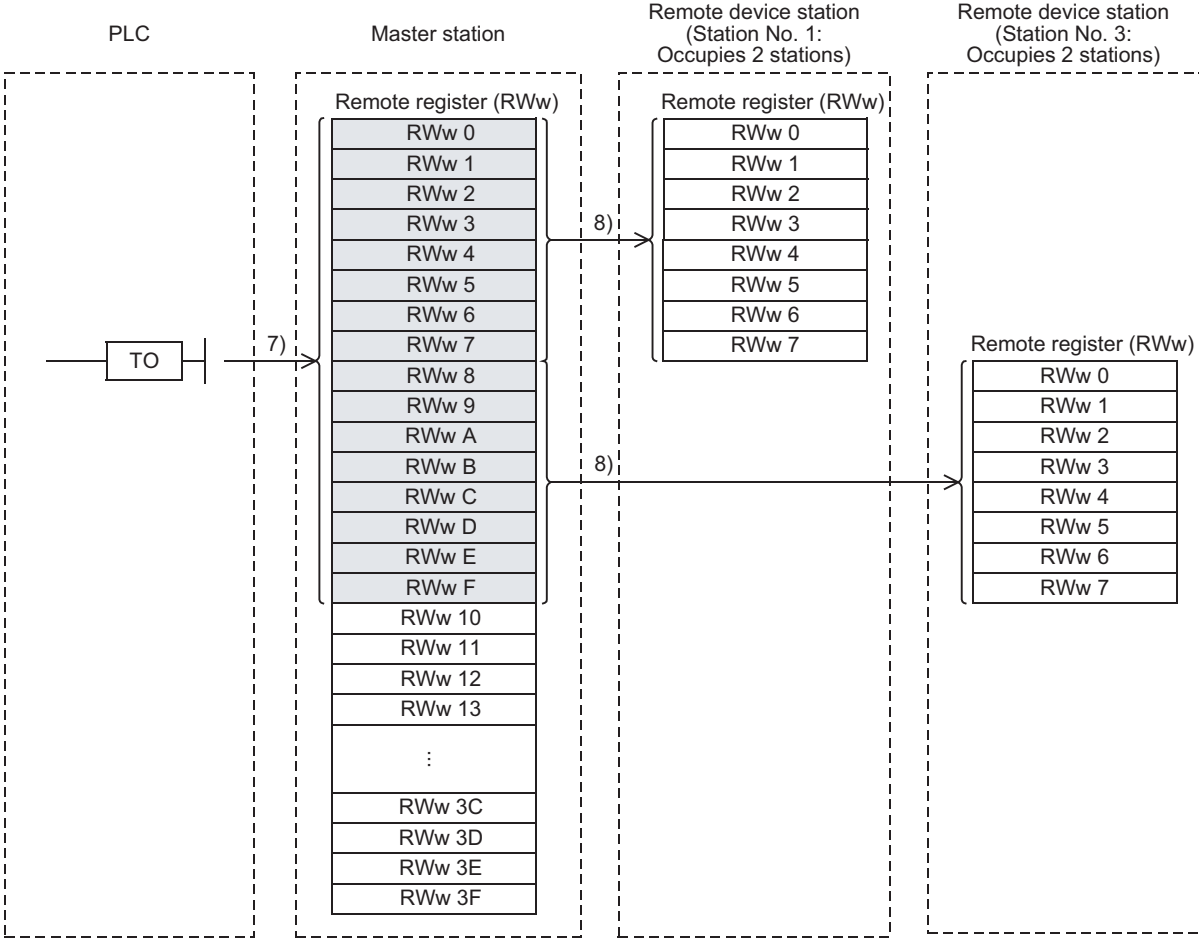 PLC
Master station
Remote device station
(Station No. 1:
Occupies 2 stations)
Remote device station
(Station No. 3:
Occupies 2 stations)
TO
7)
Remote register (RWw)
RWw 0
RWw 1
RWw 2
RWw 3
RWw 4
RWw 5
RWw 6
RWw 7
RWw 8
RWw 9
RWw A
RWw B
RWw C
RWw D
RWw E
RWw F
RWw 10
RWw 11
RWw 12
RWw 13
⋮
RWw 3C
RWw 3D
RWw 3E
RWw 3F
8)
8)
Remote register (RWw)
RWw 0
RWw 1
RWw 2
RWw 3
RWw 4
RWw 5
RWw 6
RWw 7
Remote register (RWw)
RWw 0
RWw 1
RWw 2
RWw 3
RWw 4
RWw 5
RWw 6
RWw 7